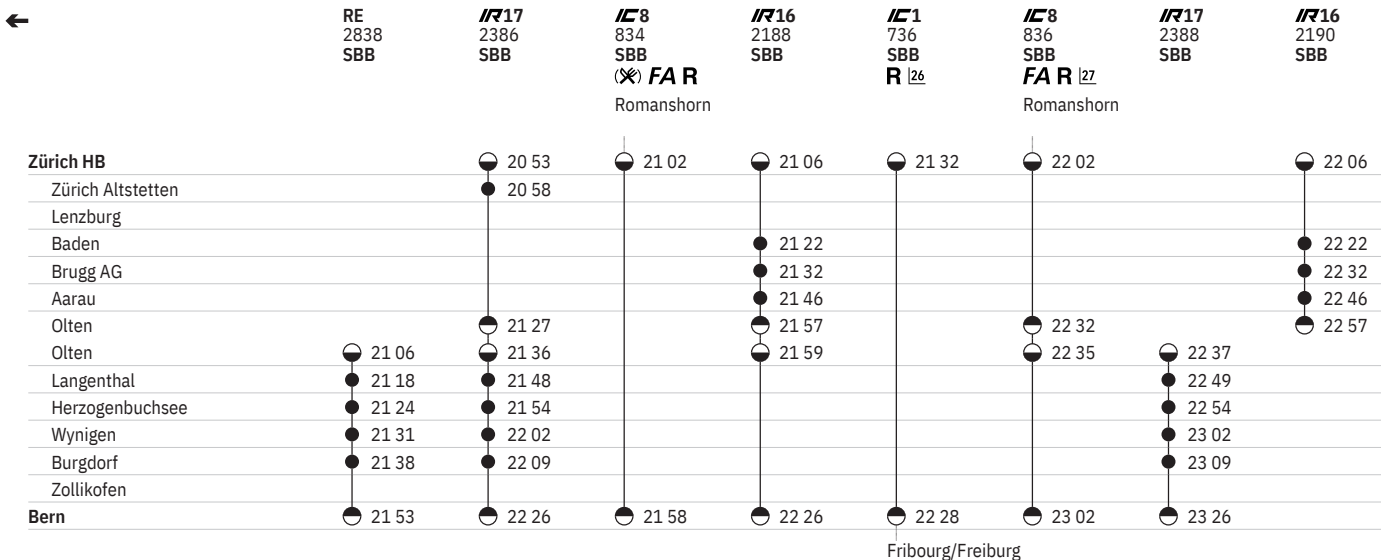 ← RE IR17 IC8 IR16 IC1 IC8 IR17 IR16
2838 2386 834 2188 736 836 2388 2190
SBB SBB SBB SBB SBB SBB SBB SBB
FA R R 26 FA R 27
Romanshorn Romanshorn
Zürich HB 20 53 21 02 21 06 21 32 22 02 22 06
Zürich Altstetten 20 58
Lenzburg
Baden 21 22 22 22
Brugg AG 21 32 22 32
Aarau 21 46 22 46
Olten 21 27 21 57 22 32 22 57
Olten 21 06 21 36 21 59 22 35 22 37
Langenthal 21 18 21 48 22 49
Herzogenbuchsee 21 24 21 54 22 54
Wynigen 21 31 22 02 23 02
Burgdorf 21 38 22 09 23 09
Zollikofen
Bern 21 53 22 26 21 58 22 26 22 28 23 02 23 26
Fribourg/Freiburg